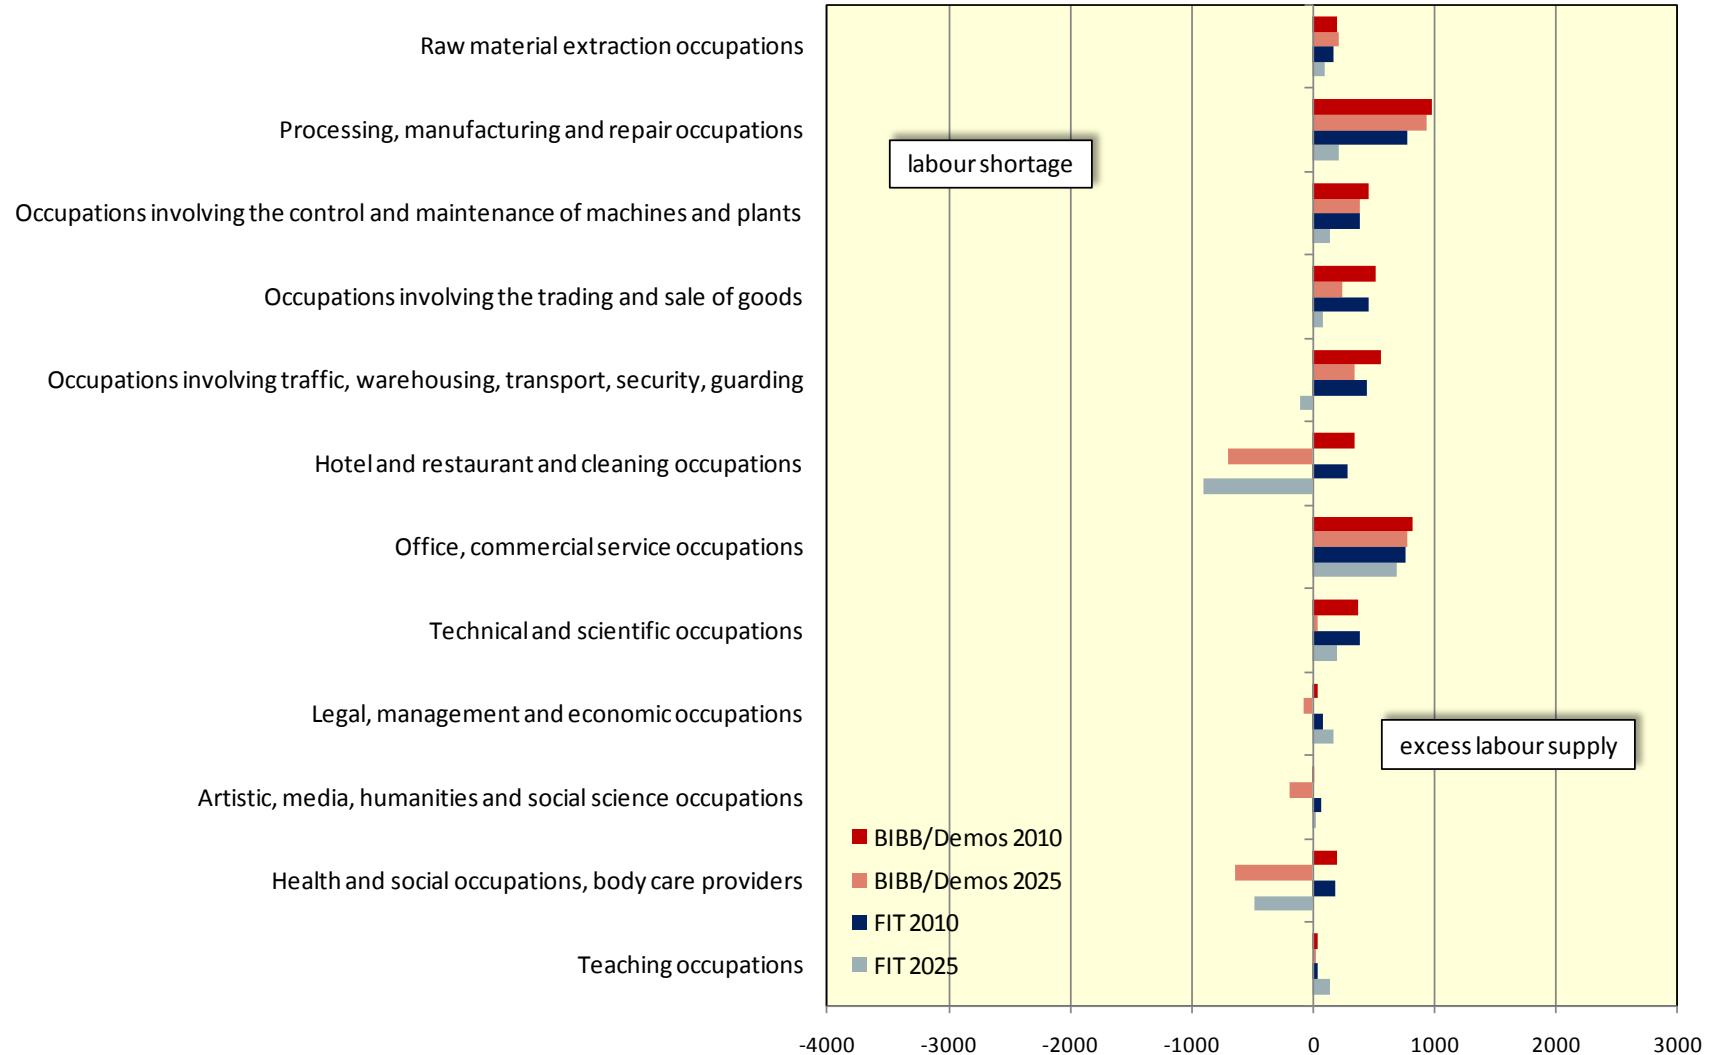 Raw material extraction occupations
Processing, manufacturing and repair occupations
labour shortage
Occupations involving the control and maintenance of machines and plants
Occupations involving the trading and sale of goods
Occupations involving traffic, warehousing, transport, security, guarding
Hotel and restaurant and cleaning occupations
Office, commercial service occupations
Technical and scientific occupations
Legal, management and economic occupations
excess labour supply
Artistic, media, humanities and social science occupations
BIBB/Demos 2010
Health and social occupations, body care providers
BIBB/Demos 2025
FIT 2010
Teaching occupations
FIT 2025
-4000 -3000 -2000 -1000 0 1000 2000 3000